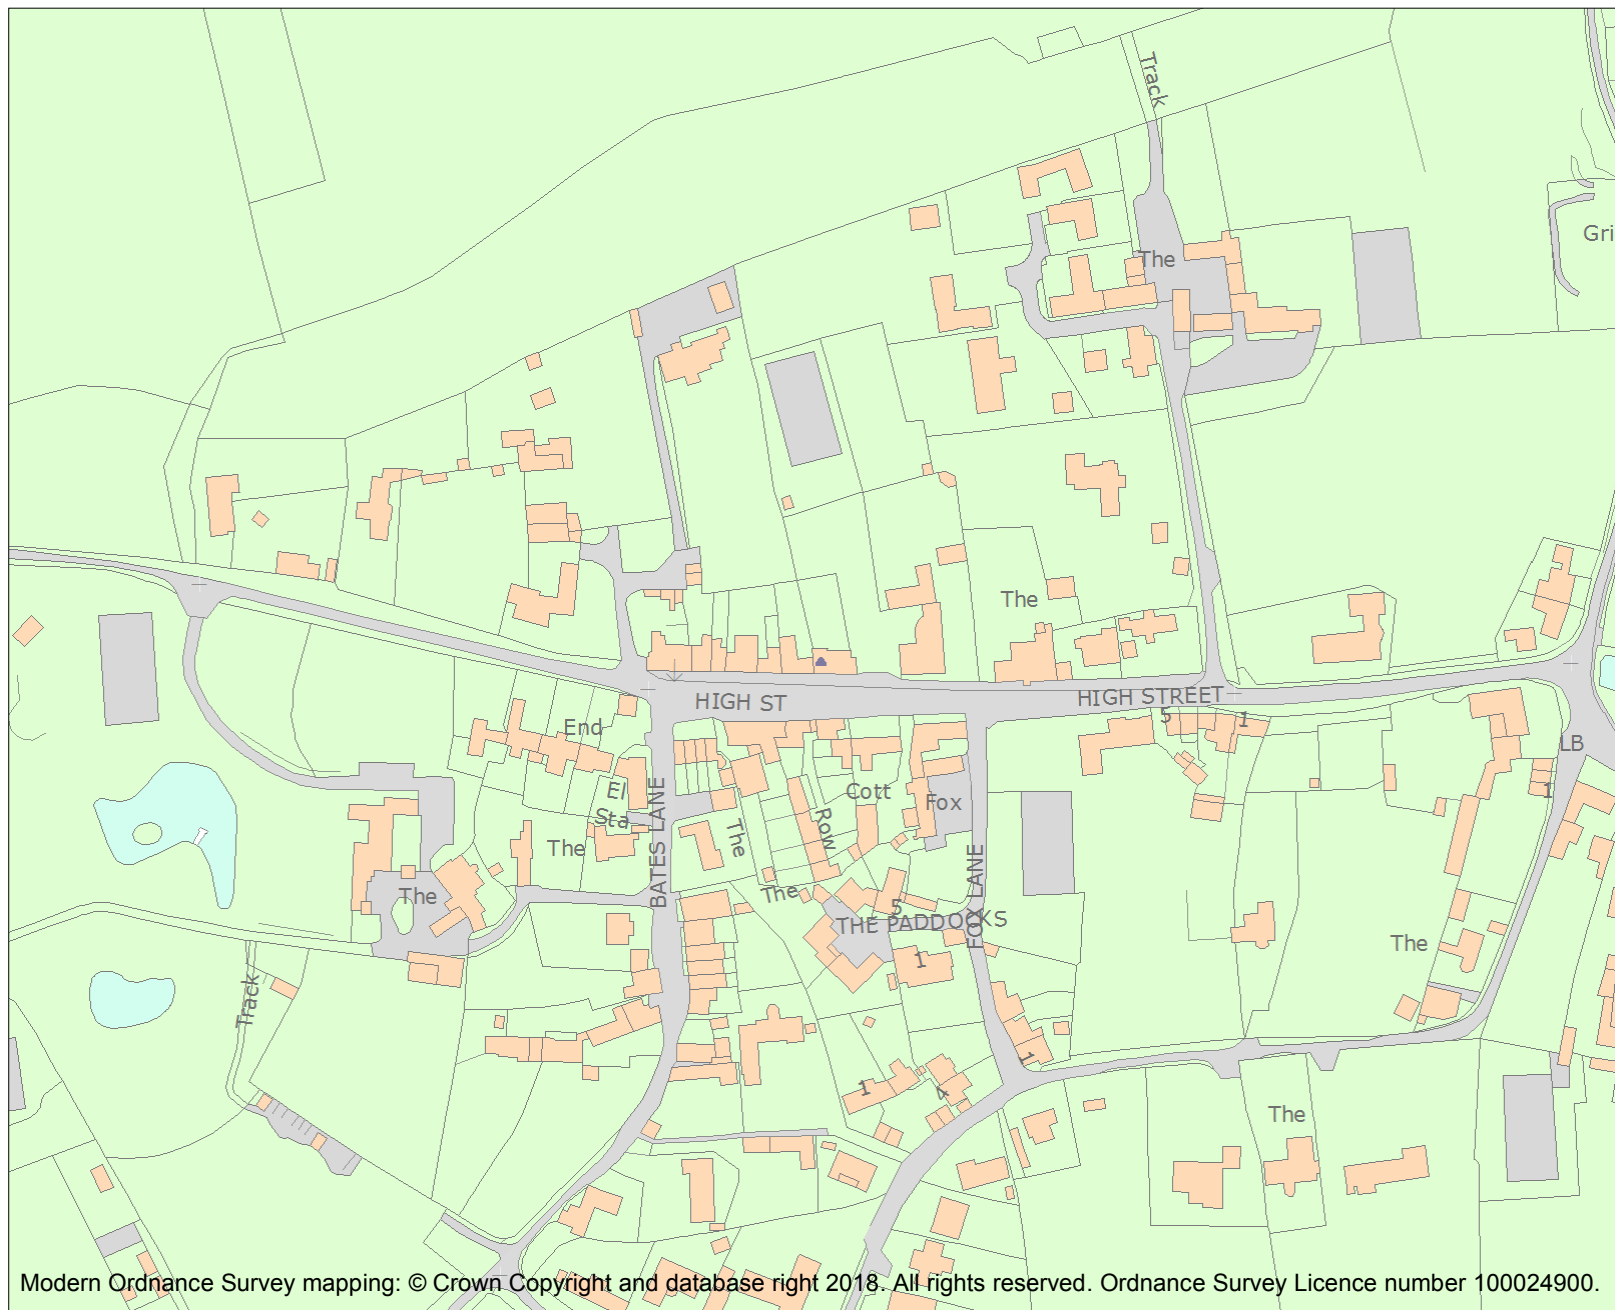 Track
Gri
The
The
HIGH ST
HIGH STREET
5
1
End
LB
El
Sta
BATES LANE
The
Row
Cott
Fox
1
The
The
The
FOX LANE
5
THE PADDOCKS
1
The
Track
1
1
4
The
Modern Ordnance Survey mapping: © Crown Copyright and database right 2018. All rights reserved. Ordnance Survey Licence number 100024900.